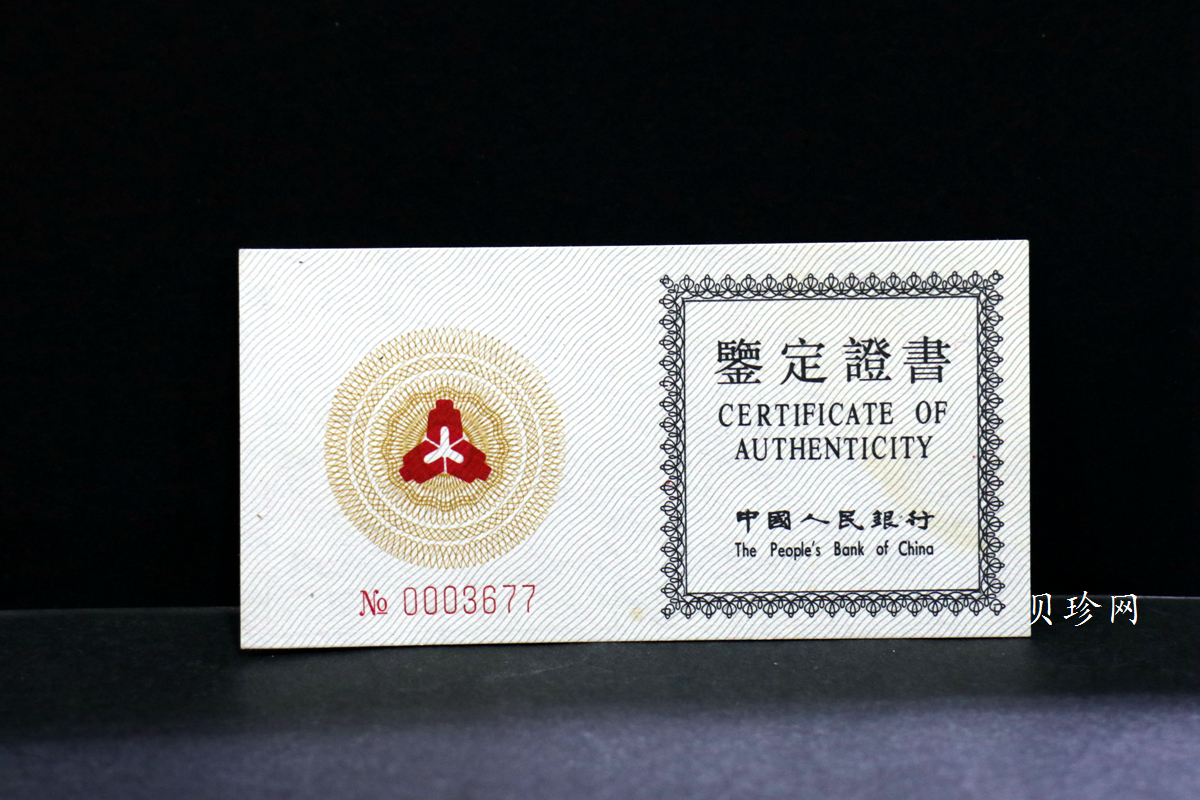 鑒定證書
CERTIFICATE OF
AUTHENTICITY
中國人民銀行
The People's Bank of China
№ 0003677
珍网